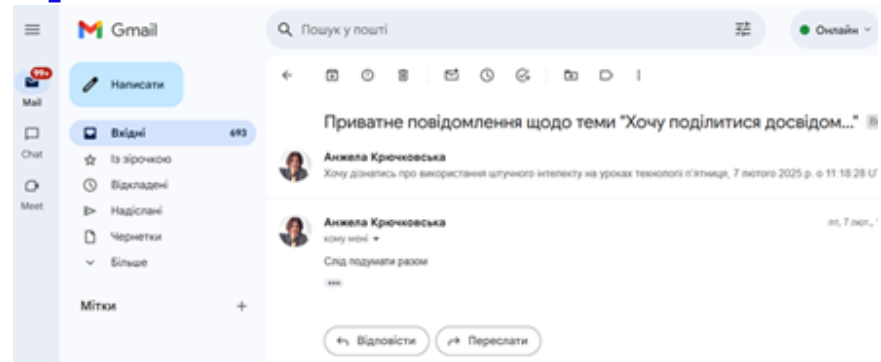 Gmail
Пошук у пошті
Онлайн
99+
Mail
Написати
Вхідні 693
Chat
Із зірочкою
Відкладені
Meet
Надіслані
Чернетки
Більше
Мітки
Приватне повідомлення щодо теми "Хочу поділитися досвідом..."
Анжела Крючковська
Хочу дізнатись про використання штучного інтелекту на уроках технології п'ятниця, 7 лютого 2025 р. о 11:18:28 U
Анжела Крючковська
пт, 7 лют.,
кому мені
Слід подумати разом
Відповісти
Переслати